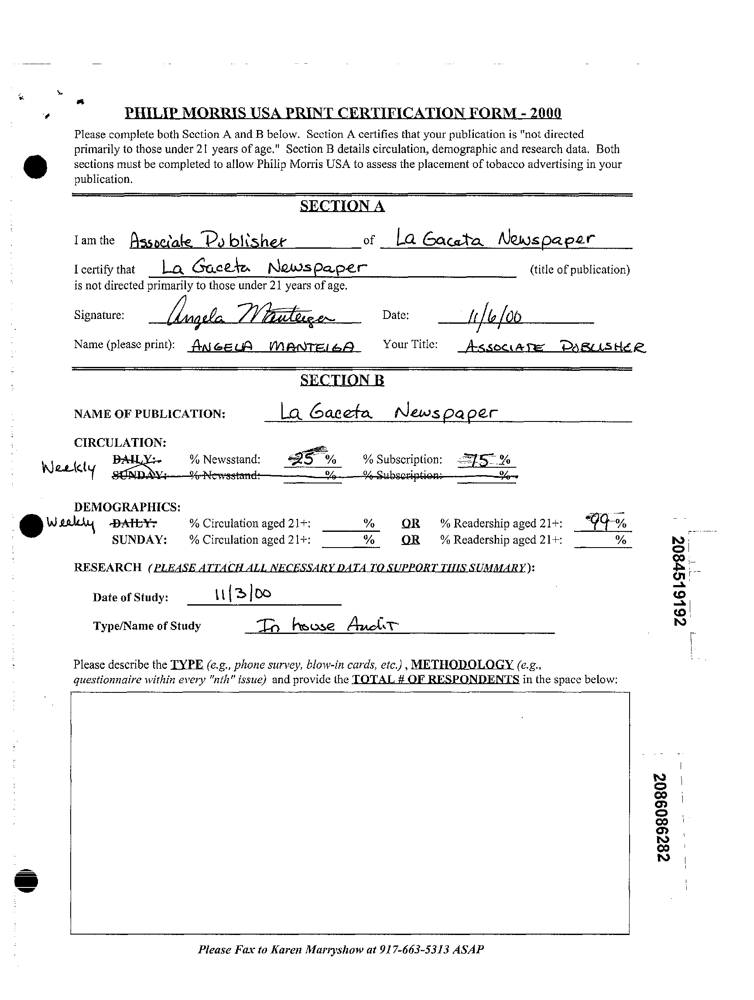 PHILIP MORRIS USA PRINT CERTIFICATION FORM - 2000
Please complete both Section A and B below. Section A certifies that your publication is "not directed
primarily to those under 21 years of age." Section B details circulation, demographic and research data. Both
sections must be completed to allow Philip Morris USA to assess the placement of tobacco advertising in your
publication.
SECTION A
I am the Associate Publisher of La Gaceta Newspaper
I certify that La Gaceta Newspaper (title of publication)
is not directed primarily to those under 21 years of age.
Signature: Angela Manteiga Date: 11/6/00
Name (please print): ANGELA MANTEIGA Your Title: ASSOCIATE PUBLISHER
SECTION B
NAME OF PUBLICATION: La Gaceta Newspaper
CIRCULATION:
Weekly DAILY: % Newsstand: 25 % % Subscription: 75 %
SUNDAY: % Newsstand: % % Subscription: %
DEMOGRAPHICS:
Weekly DAILY: % Circulation aged 21+: % OR % Readership aged 21+: 99 %
SUNDAY: % Circulation aged 21+: % OR % Readership aged 21+: %
RESEARCH (PLEASE ATTACH ALL NECESSARY DATA TO SUPPORT THIS SUMMARY):
Date of Study: 11/3/00
Type/Name of Study In house Audit
Please describe the TYPE (e.g., phone survey, blow-in cards, etc.) , METHODOLOGY (e.g.,
questionnaire within every "nth" issue) and provide the TOTAL # OF RESPONDENTS in the space below:
Please Fax to Karen Marryshow at 917-663-5313 ASAP
2084519192
2086086282